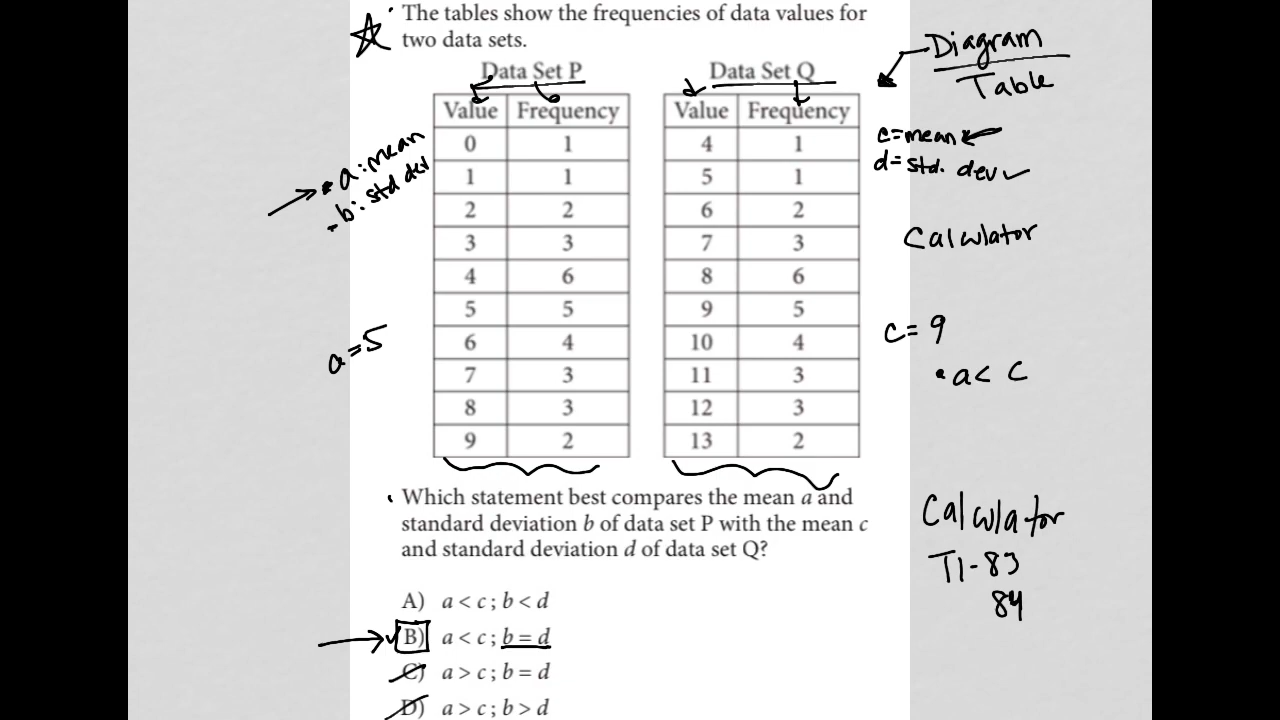 The tables show the frequencies of data values for
two data sets.
Data Set P
Value Frequency
0 1
1 1
2 2
3 3
4 6
5 5
6 4
7 3
8 3
9 2
Data Set Q
Value Frequency
4 1
5 1
6 2
7 3
8 6
9 5
10 4
11 3
12 3
13 2
Which statement best compares the mean a and
standard deviation b of data set P with the mean c
and standard deviation d of data set Q?
A) a < c ; b < d
B) a < c ; b = d
C) a > c ; b = d
D) a > c ; b > d
a: mean
b: std dev
a = 5
Diagram
Table
c = mean
d = std. dev
Calculator
c = 9
a < c
Calculator
TI-83
84